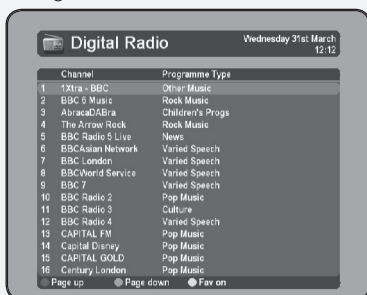 Digital Radio
Wednesday 31st March
12:12
Channel Programme Type
1 1Xtra - BBC Other Music
2 BBC 6 Music Rock Music
3 AbracaDABra Children's Progs
4 The Arrow Rock Rock Music
5 BBC Radio 5 Live News
6 BBCAsian Network Varied Speech
7 BBC London Varied Speech
8 BBCWorld Service Varied Speech
9 BBC 7 Varied Speech
10 BBC Radio 2 Pop Music
11 BBC Radio 3 Culture
12 BBC Radio 4 Varied Speech
13 CAPITAL FM Pop Music
14 Capital Disney Pop Music
15 CAPITAL GOLD Pop Music
16 Century London Pop Music
Page up Page down Fav on